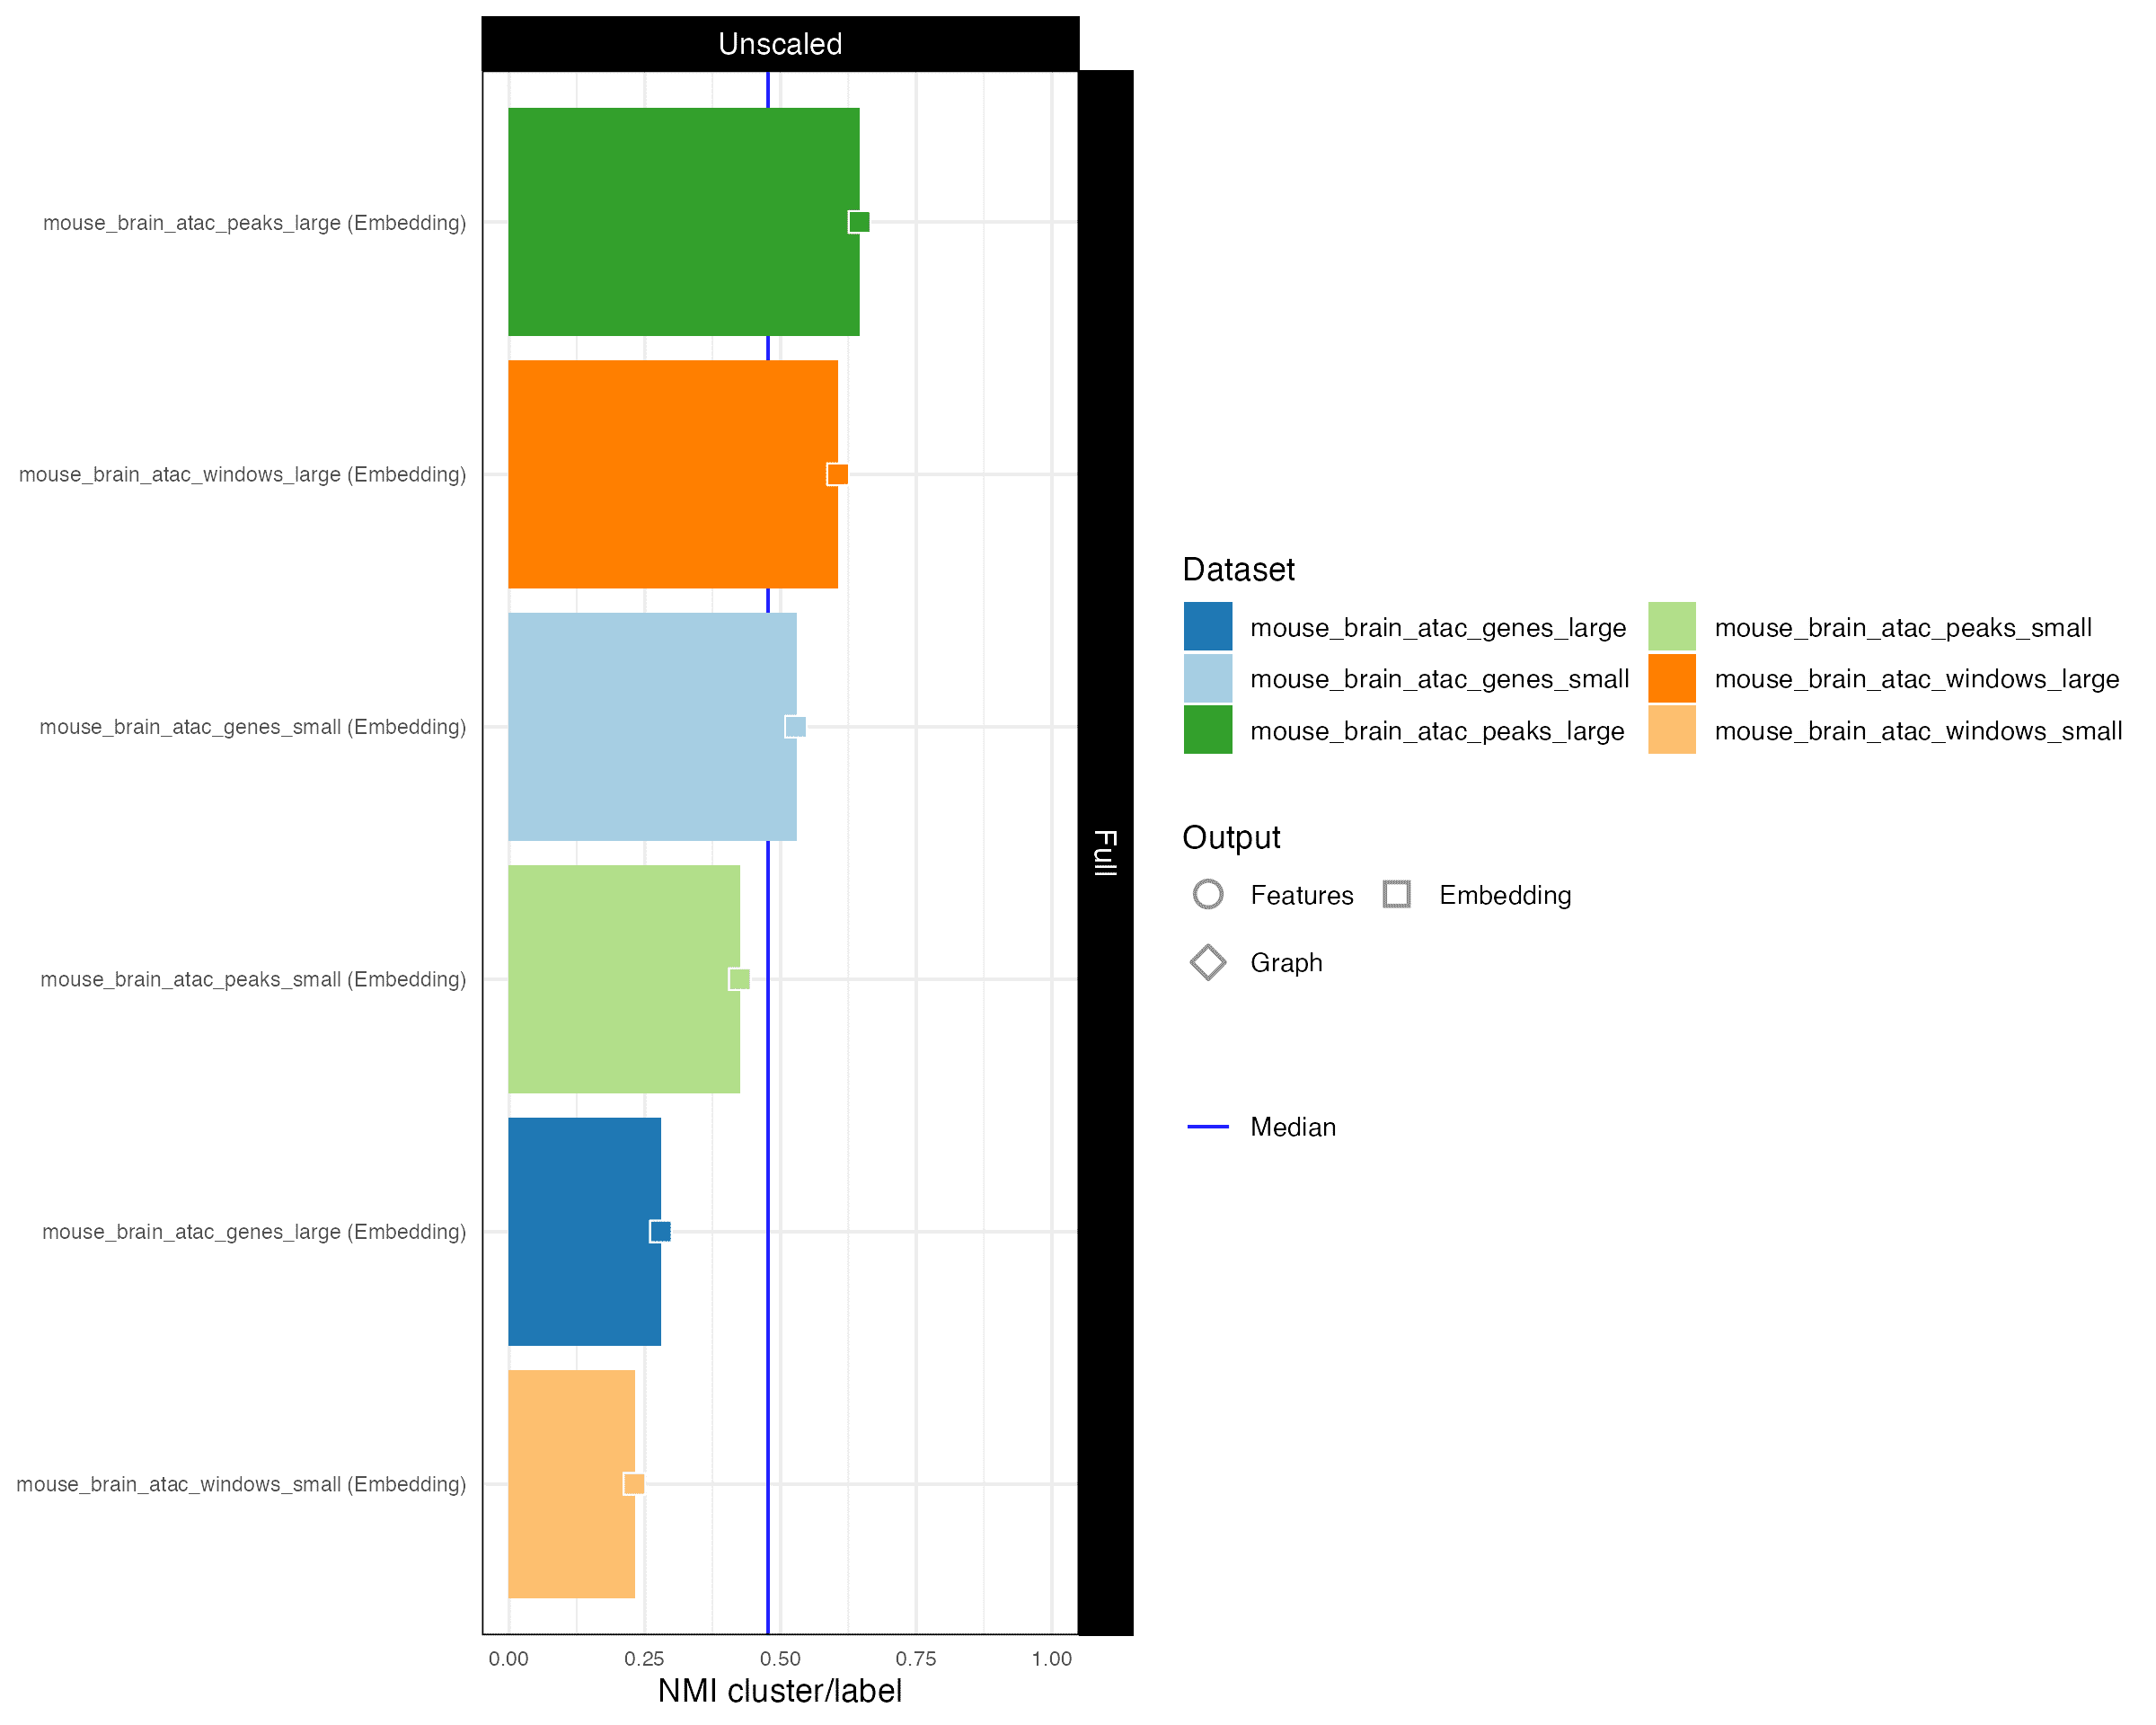 Unscaled
mouse_brain_atac_peaks_large (Embedding)
mouse_brain_atac_windows_large (Embedding)
mouse_brain_atac_genes_small (Embedding)
mouse_brain_atac_peaks_small (Embedding)
mouse_brain_atac_genes_large (Embedding)
mouse_brain_atac_windows_small (Embedding)
0.00 0.25 0.50 0.75 1.00
NMI cluster/label
Full
Dataset
mouse_brain_atac_genes_large mouse_brain_atac_peaks_small
mouse_brain_atac_genes_small mouse_brain_atac_windows_large
mouse_brain_atac_peaks_large mouse_brain_atac_windows_small
Output
Features Embedding
Graph
Median